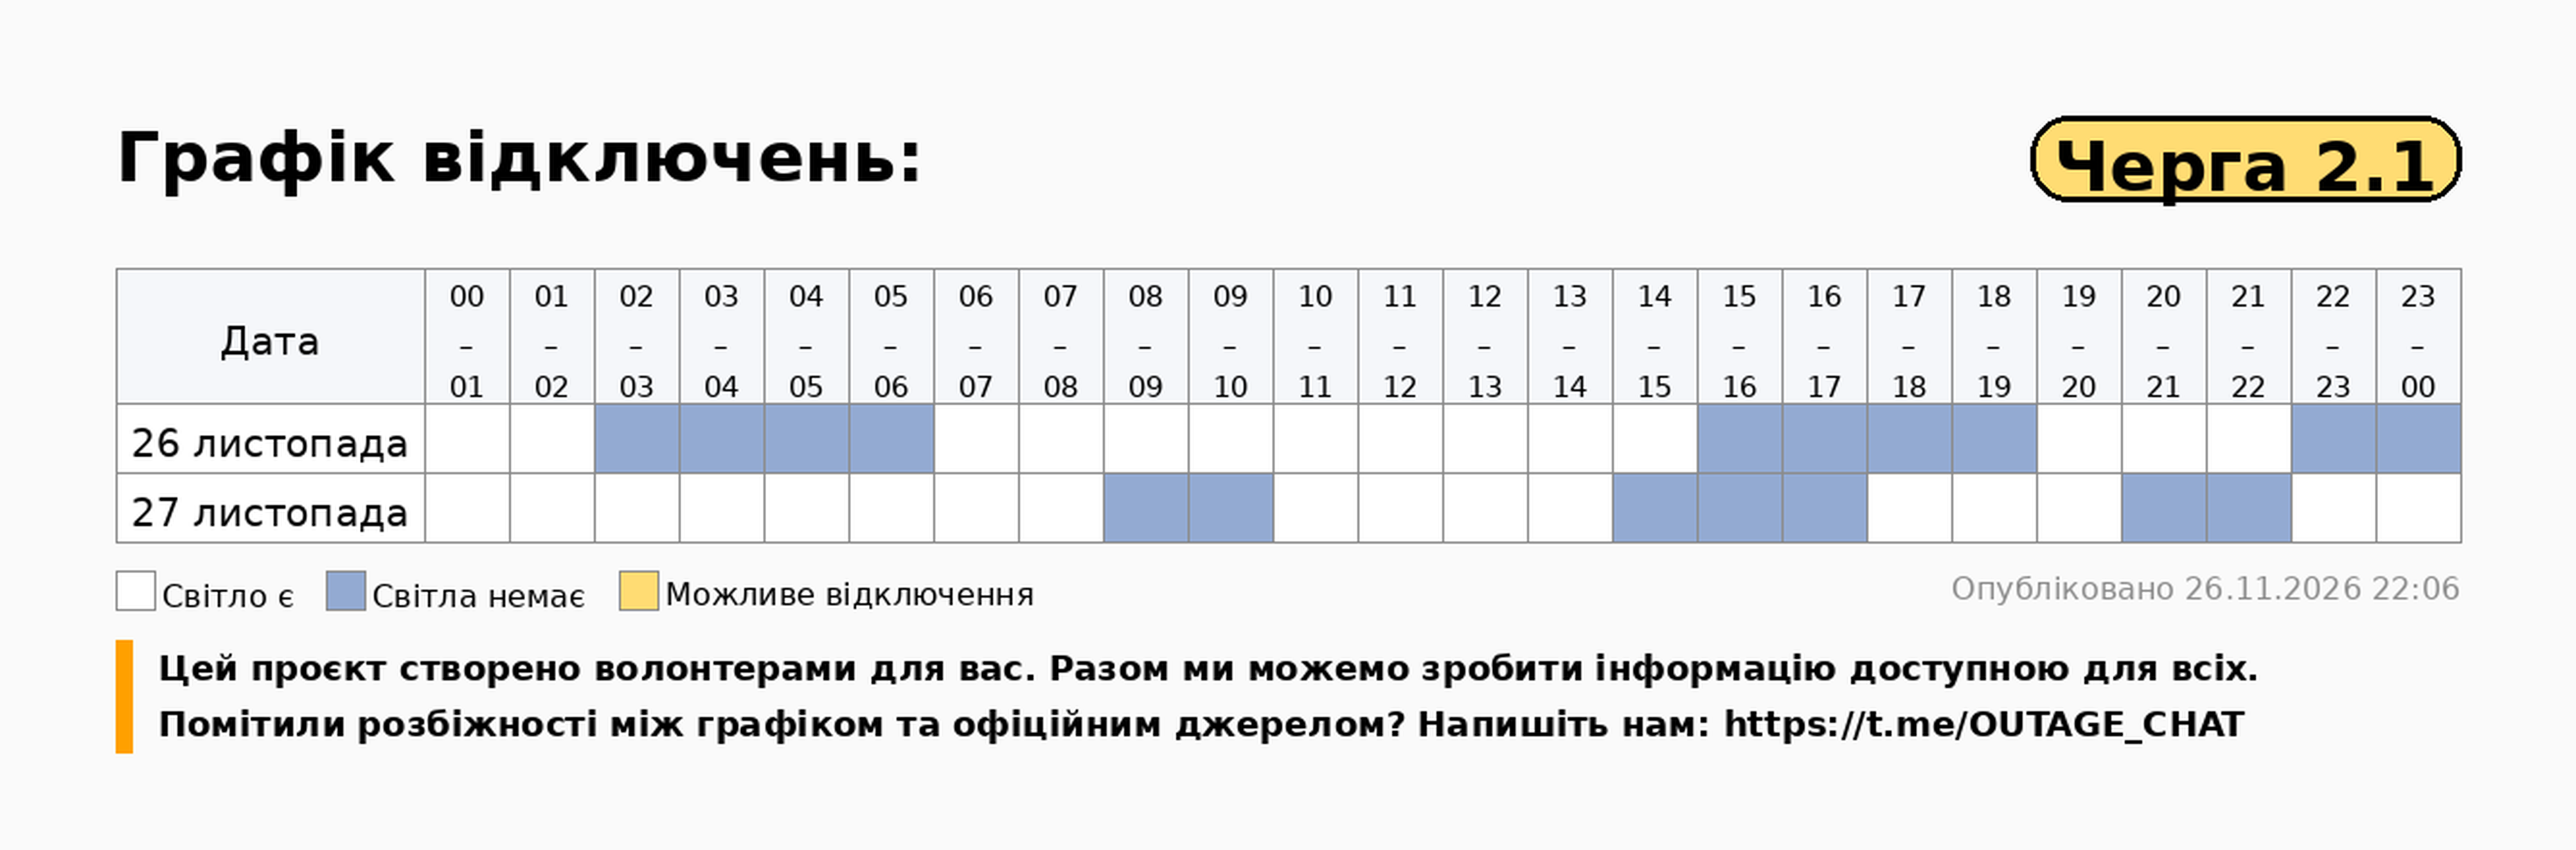 Графік відключень:
Черга 2.1
Дата 00 – 01 01 – 02 02 – 03 03 – 04 04 – 05 05 – 06 06 – 07 07 – 08 08 – 09 09 – 10 10 – 11 11 – 12 12 – 13 13 – 14 14 – 15 15 – 16 16 – 17 17 – 18 18 – 19 19 – 20 20 – 21 21 – 22 22 – 23 23 – 00
26 листопада
27 листопада
Світло є Світла немає Можливе відключення
Опубліковано 26.11.2026 22:06
Цей проєкт створено волонтерами для вас. Разом ми можемо зробити інформацію доступною для всіх.
Помітили розбіжності між графіком та офіційним джерелом? Напишіть нам: https://t.me/OUTAGE_CHAT